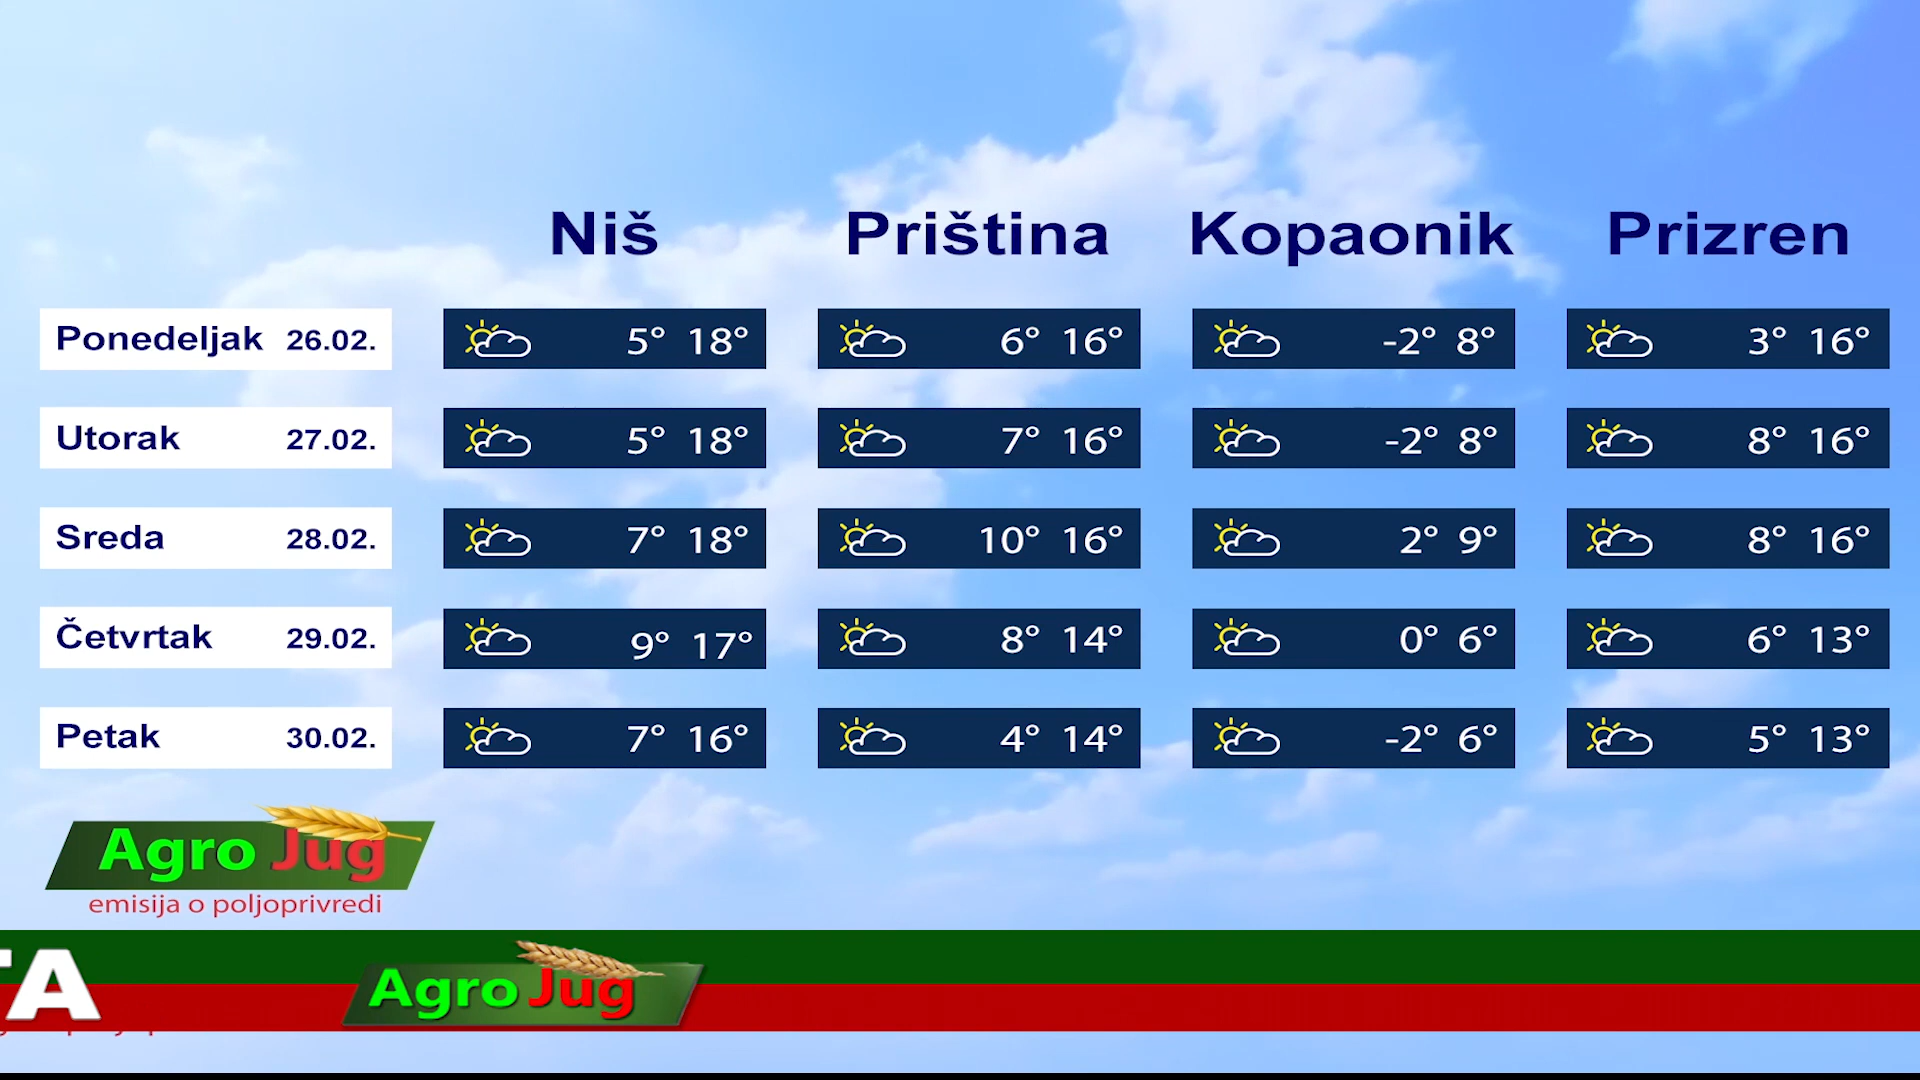 Niš Priština Kopaonik Prizren
Ponedeljak 26.02. 5° 18° 6° 16° -2° 8° 3° 16°
Utorak 27.02. 5° 18° 7° 16° -2° 8° 8° 16°
Sreda 28.02. 7° 18° 10° 16° 2° 9° 8° 16°
Četvrtak 29.02. 9° 17° 8° 14° 0° 6° 6° 13°
Petak 30.02. 7° 16° 4° 14° -2° 6° 5° 13°
Agro Jug
emisija o poljoprivredi
Agro Jug